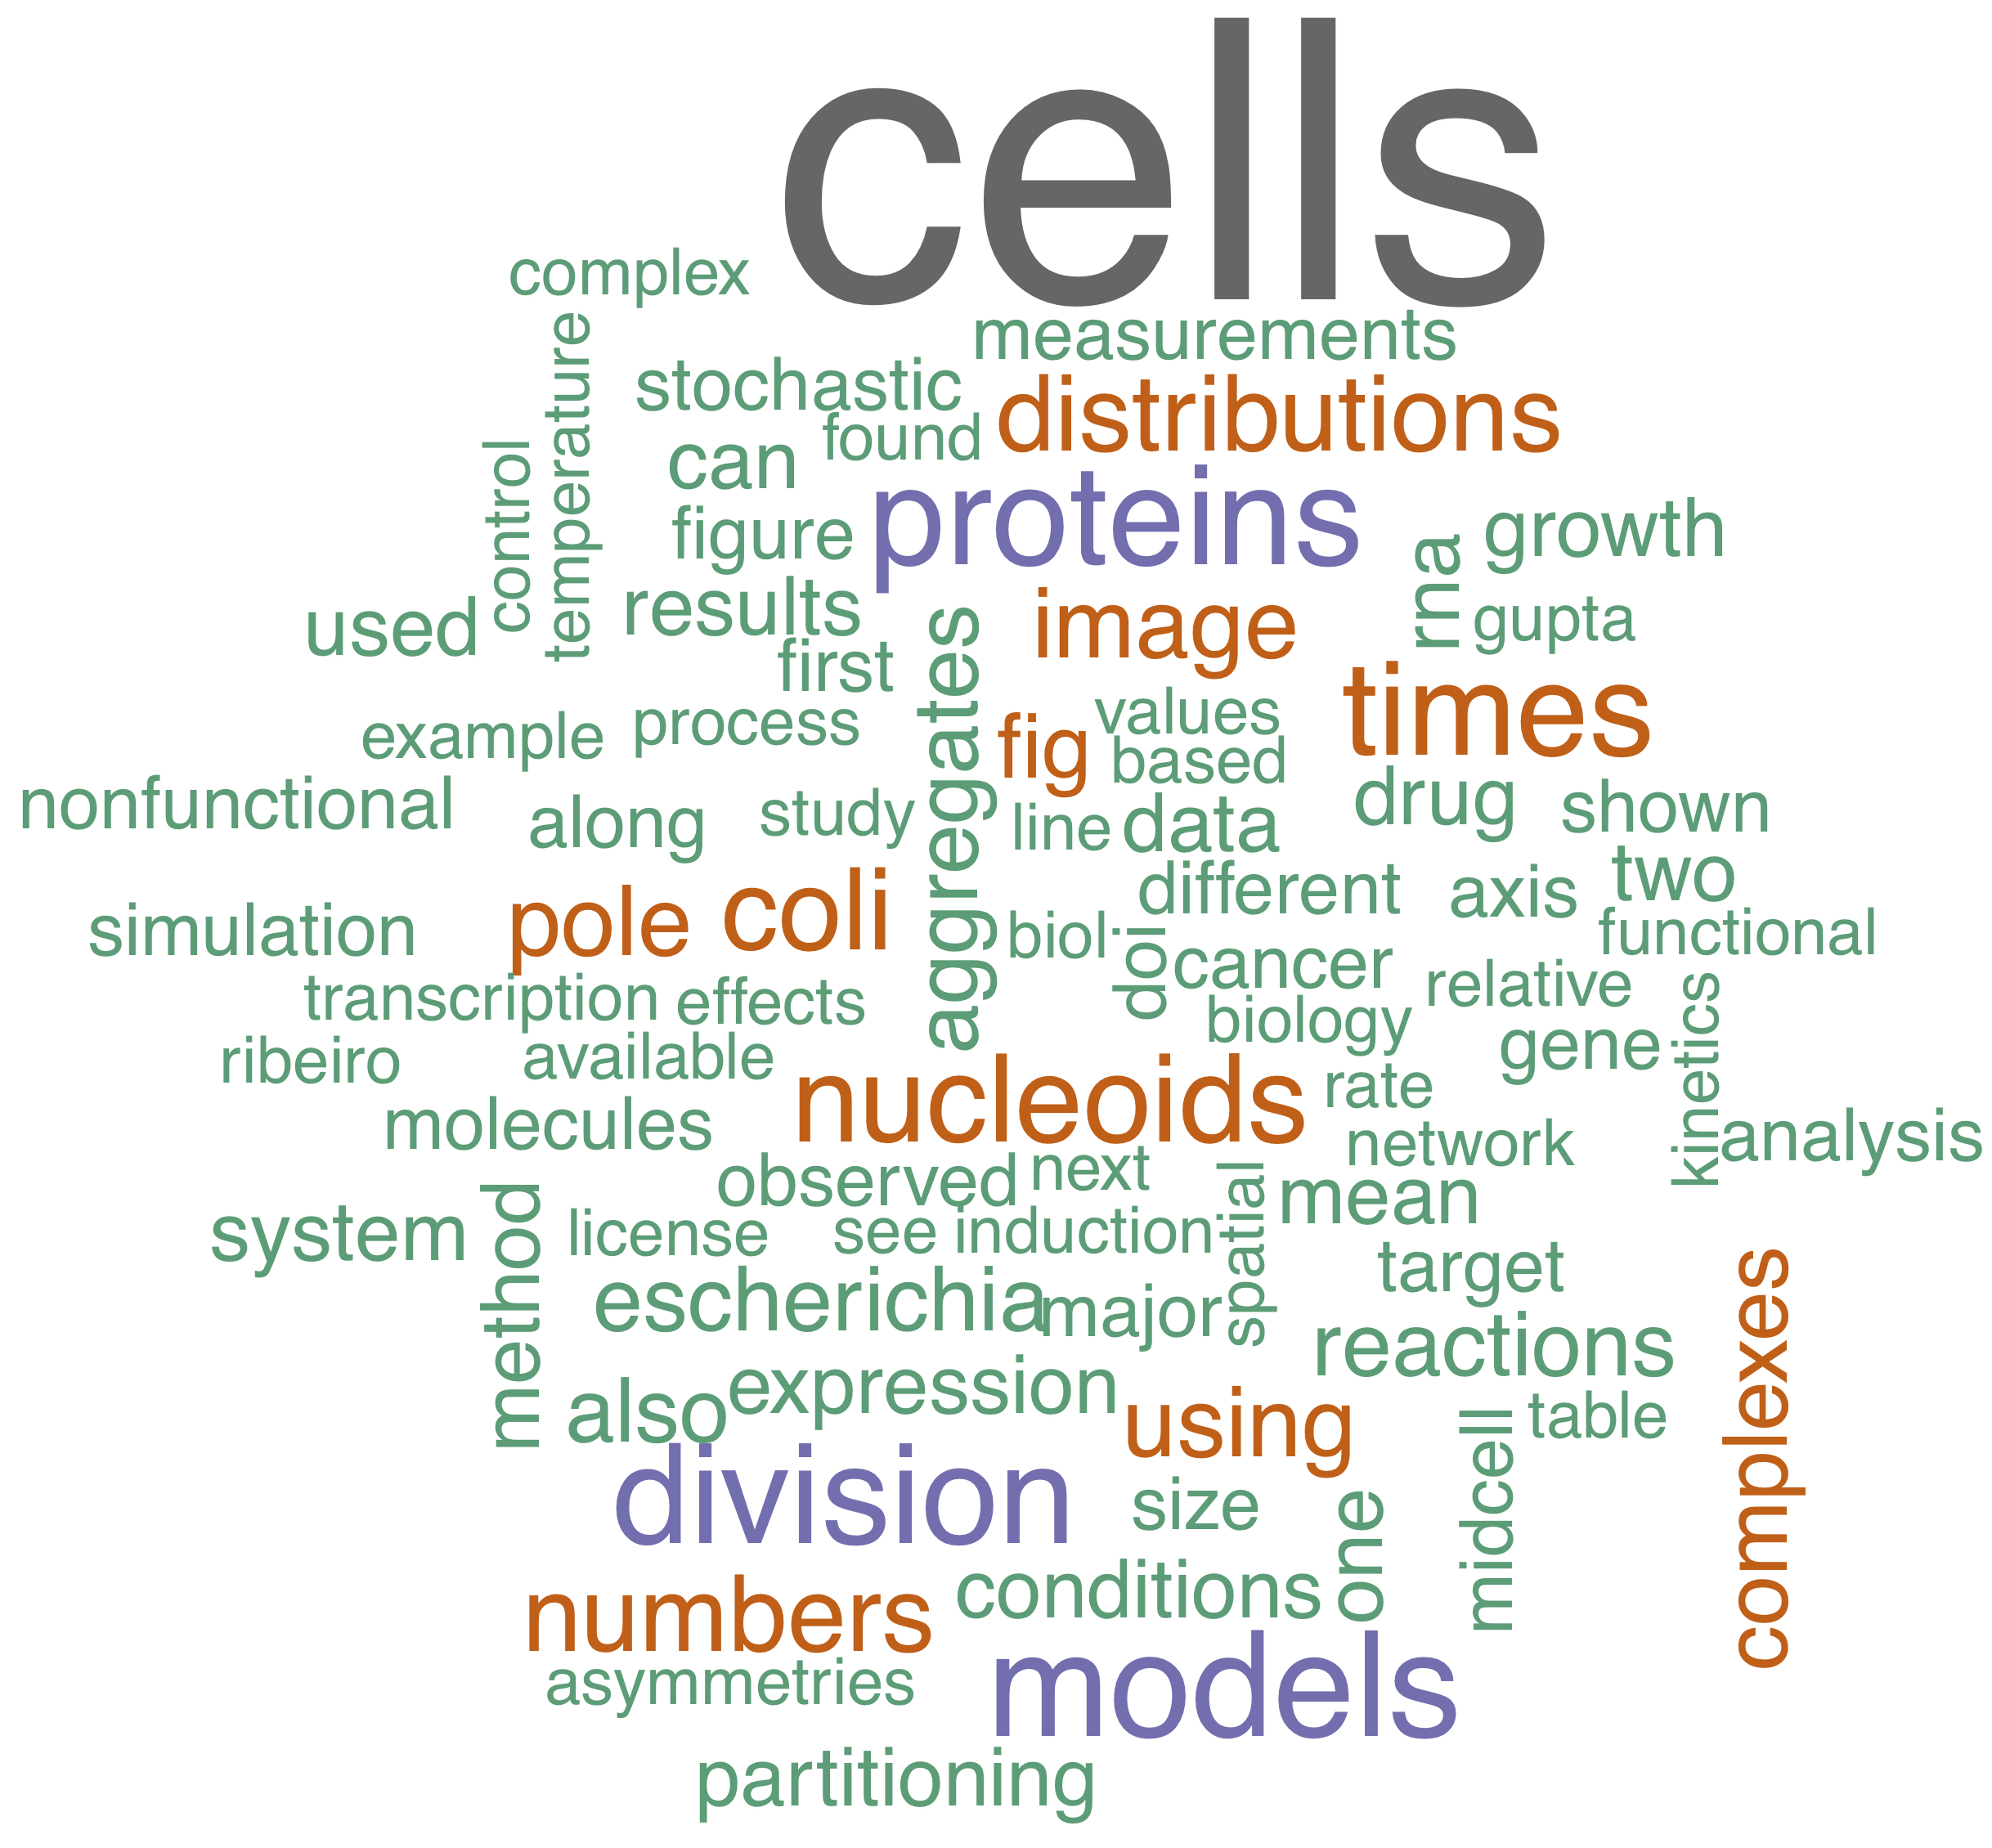 cells
complex
measurements
temperature
stochastic
distributions
found
control
can
proteins
figure
growth
rna
results
image
used
gupta
first
aggregates
times
values
example
process
fig
based
nonfunctional
along
study
line
data
drug
shown
pole
coli
different
axis
two
simulation
biol
doi
cancer
functional
transcription
effects
relative
biology
kinetics
ribeiro
available
nucleoids
rate
gene
molecules
network
analysis
observed
next
spatial
mean
system
method
license
see
induction
target
complexes
escherichia
major
reactions
also
expression
using
table
midcell
division
size
one
numbers
conditions
asymmetries
models
partitioning